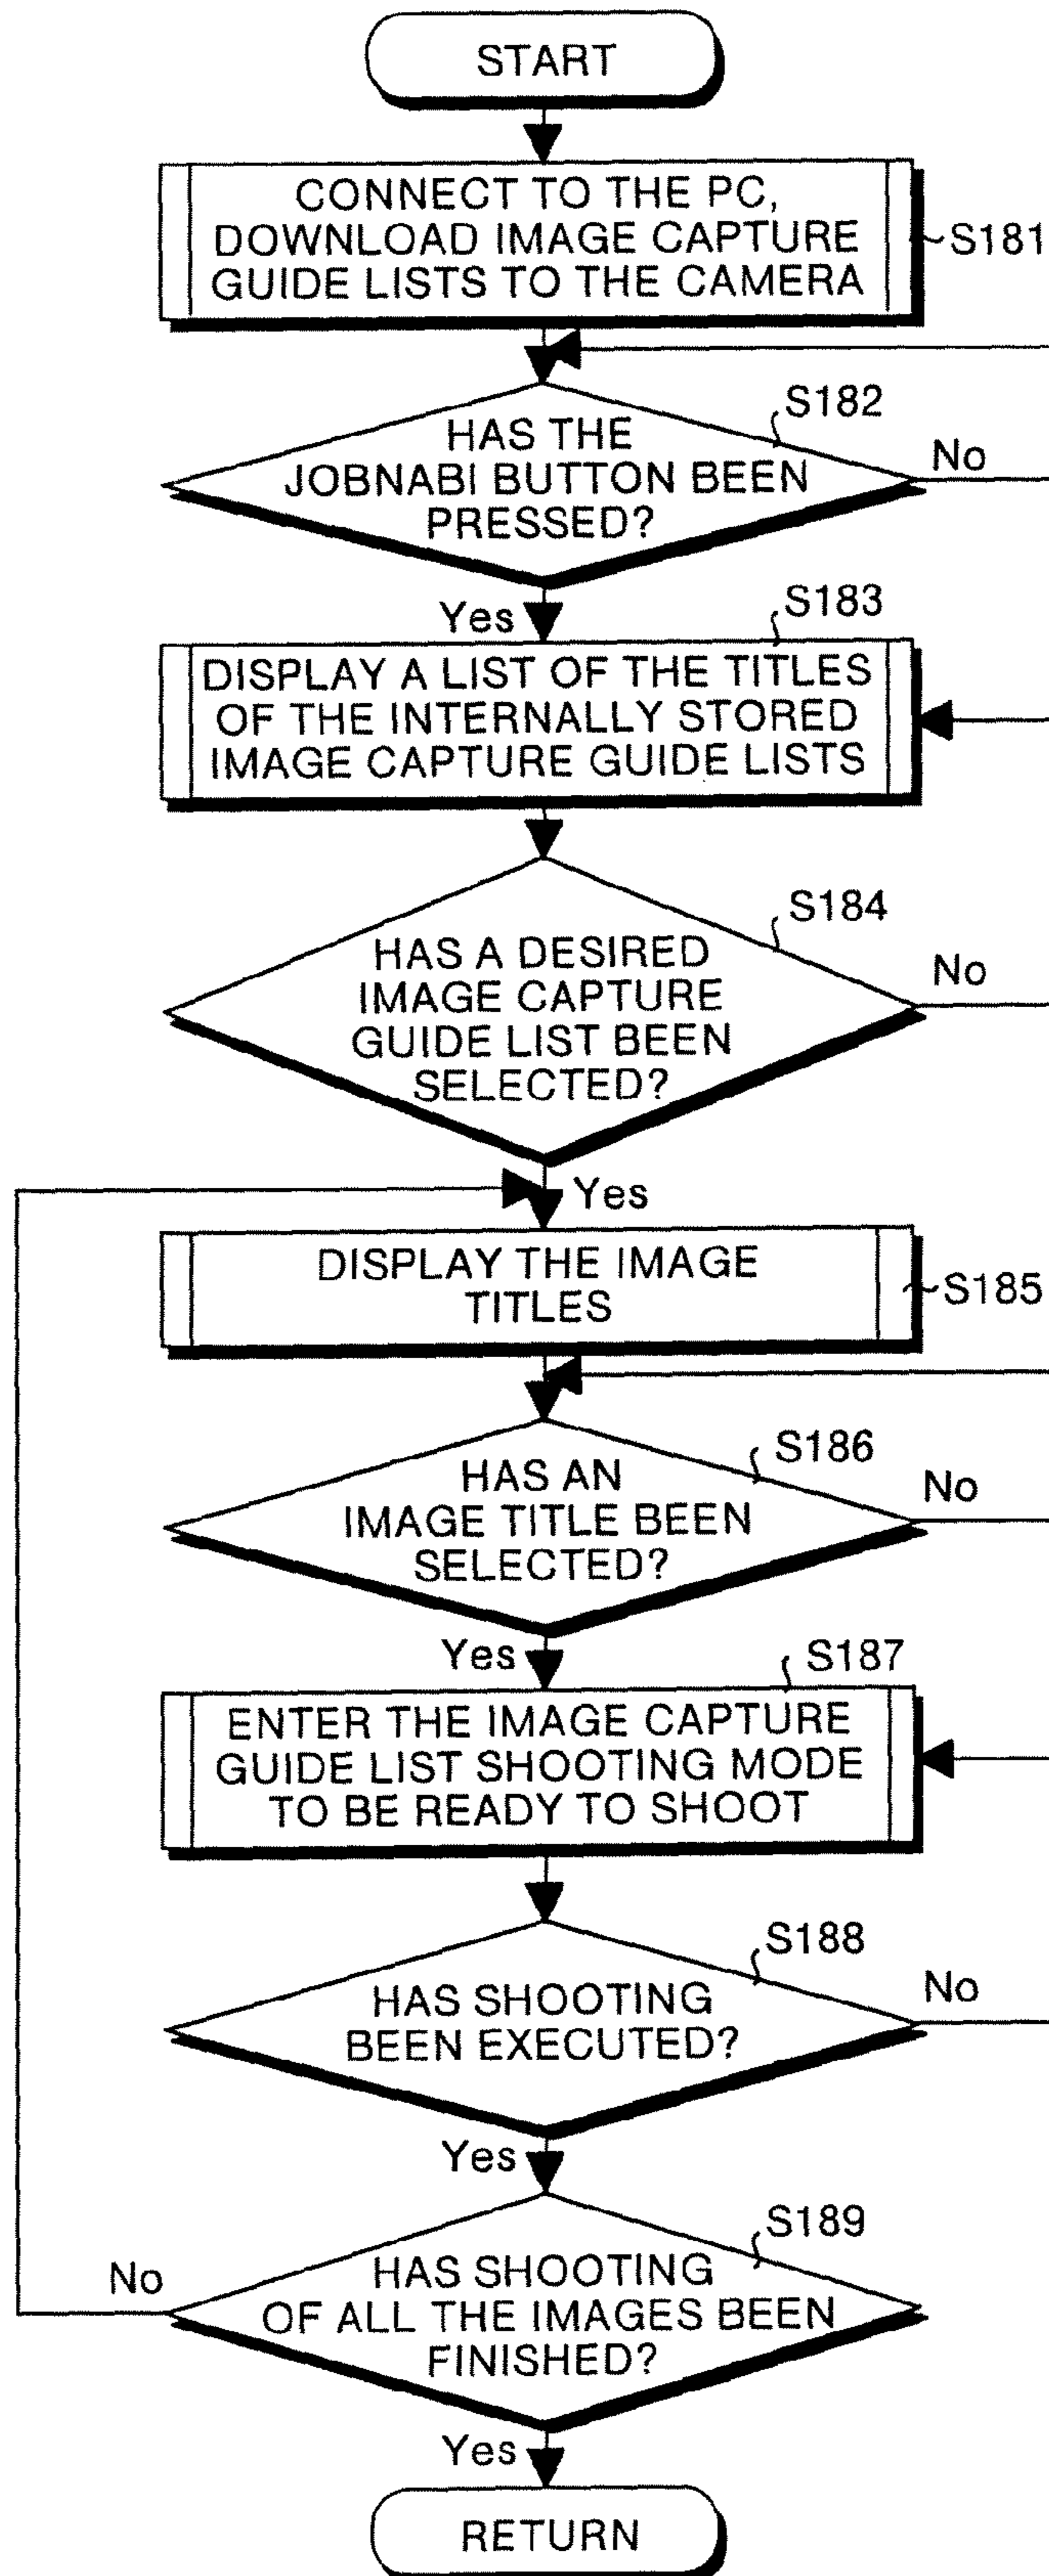 START
CONNECT TO THE PC,
DOWNLOAD IMAGE CAPTURE
GUIDE LISTS TO THE CAMERA
S181
S182
HAS THE
JOBNABI BUTTON BEEN
PRESSED?
No
Yes
S183
DISPLAY A LIST OF THE TITLES
OF THE INTERNALLY STORED
IMAGE CAPTURE GUIDE LISTS
S184
HAS A DESIRED
IMAGE CAPTURE
GUIDE LIST BEEN
SELECTED?
No
Yes
DISPLAY THE IMAGE
TITLES
S185
S186
HAS AN
IMAGE TITLE BEEN
SELECTED?
No
Yes
S187
ENTER THE IMAGE CAPTURE
GUIDE LIST SHOOTING MODE
TO BE READY TO SHOOT
S188
HAS SHOOTING
BEEN EXECUTED?
No
Yes
S189
HAS SHOOTING
OF ALL THE IMAGES BEEN
FINISHED?
No
Yes
RETURN